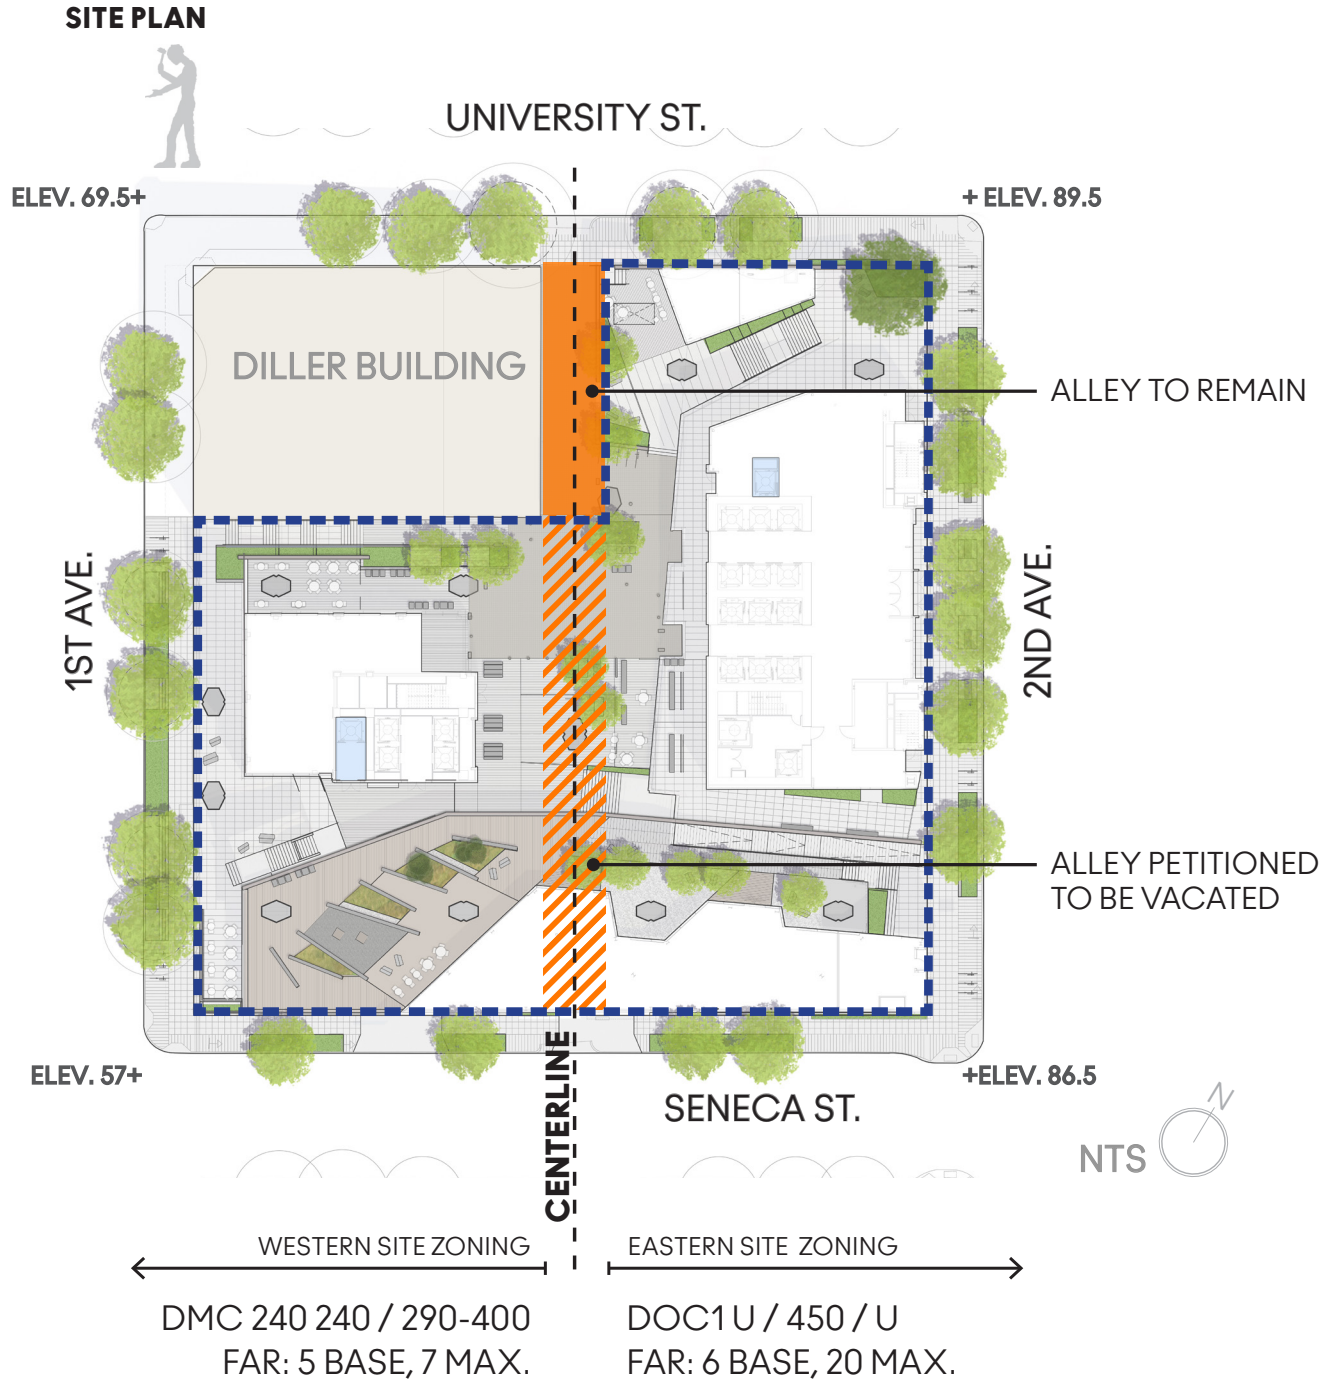 SITE PLAN
UNIVERSITY ST.
ELEV. 69.5+
+ ELEV. 89.5
DILLER BUILDING
ALLEY TO REMAIN
1ST AVE.
2ND AVE.
ALLEY PETITIONED
TO BE VACATED
ELEV. 57+
+ELEV. 86.5
CENTERLINE
SENECA ST.
N
NTS
WESTERN SITE ZONING
EASTERN SITE ZONING
DMC 240 240 / 290-400
FAR: 5 BASE, 7 MAX.
DOC1 U / 450 / U
FAR: 6 BASE, 20 MAX.